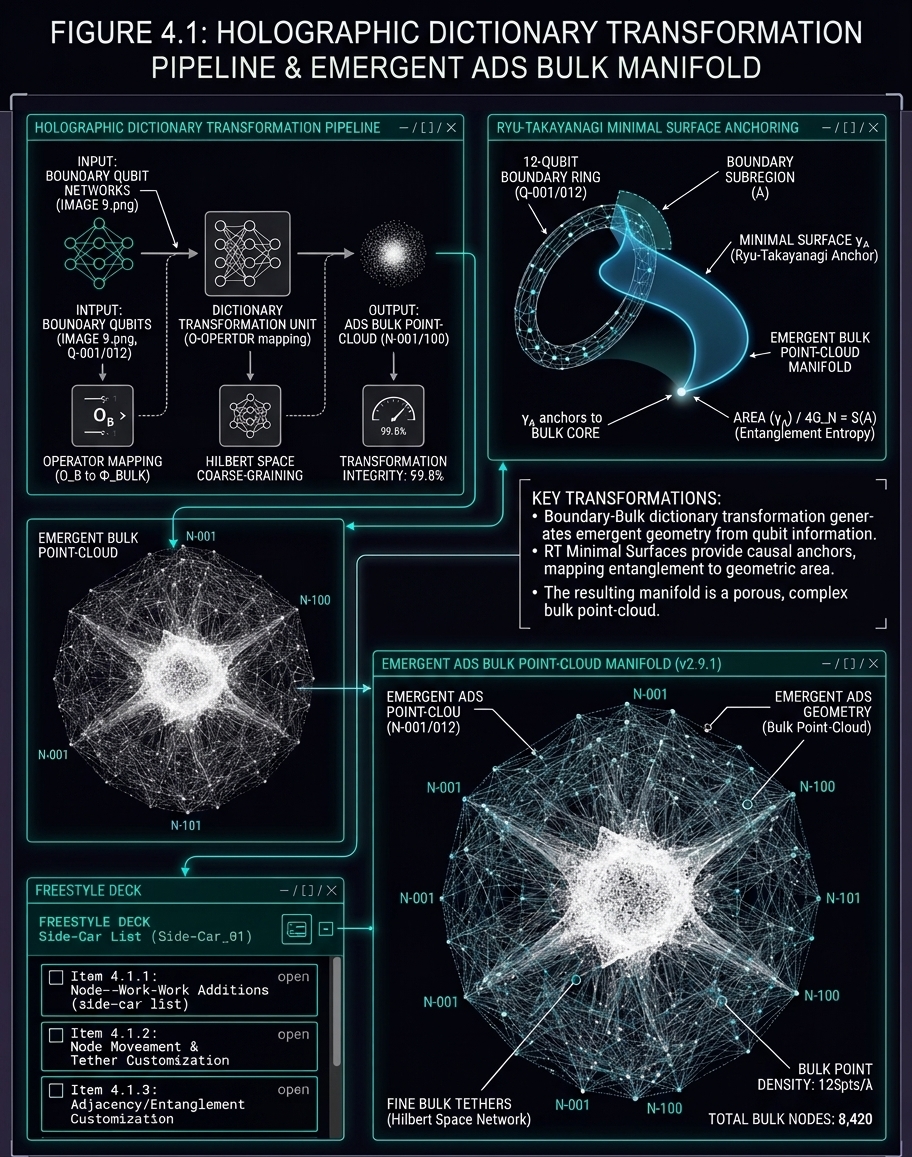 FIGURE 4.1: HOLOGRAPHIC DICTIONARY TRANSFORMATION
PIPELINE & EMERGENT ADS BULK MANIFOLD
HOLOGRAPHIC DICTIONARY TRANSFORMATION PIPELINE
INPUT:
BOUNDARY QUBIT
NETWORKS
(IMAGE 9.png)
INTPUT:
BOUNDARY QUBITS
(IMAGE 9.png,
Q-001/012)
DICTIONARY
TRANSFORMATION UNIT
(O-OPERTOR mapping)
OUTPUT:
ADS BULK POINT-
CLOUD (N-001/100)
O_B
99.8%
OPERATOR MAPPING
(O_B to Φ_BULK)
HILBERT SPACE
COARSE-GRAINING
TRANSFORMATION
INTEGRITY: 99.8%
RYU-TAKAYANAGI MINIMAL SURFACE ANCHORING
12-QUBIT
BOUNDARY RING
(Q-001/012)
BOUNDARY
SUBREGION
(A)
MINIMAL SURFACE γ_A
(Ryu-Takayanagi Anchor)
EMERGENT BULK
POINT-CLOUD
MANIFOLD
γ_A anchors to
BULK CORE
AREA (γ_A) / 4G_N = S(A)
(Entanglement Entropy)
KEY TRANSFORMATIONS:
• Boundary-Bulk dictionary transformation gener-
ates emergent geometry from qubit information.
• RT Minimal Surfaces provide causal anchors,
mapping entanglement to geometric area.
• The resulting manifold is a porous, complex
bulk point-cloud.
EMERGENT BULK
POINT-CLOUD
N-001
N-100
N-001
N-101
EMERGENT ADS BULK POINT-CLOUD MANIFOLD (v2.9.1)
EMERGENT ADS
POINT-CLOU
(N-001/012)
N-001
EMERGENT ADS
GEOMETRY
(Bulk Point-Cloud)
N-001
N-100
N-001
N-101
N-001
N-100
FINE BULK TETHERS
(Hilbert Space Network)
N-001
N-100
BULK POINT
DENSITY: 12Spts/A
TOTAL BULK NODES: 8,420
FREESTYLE DECK
FREESTYLE DECK
Side-Car List (Side-Car_01)
Item 4.1.1: open
Node--Work-Work Additions
(side-car list)
Item 4.1.2: open
Node Moveament &
Tether Customization
Item 4.1.3: open
Adjacency/Entanglement
Customization